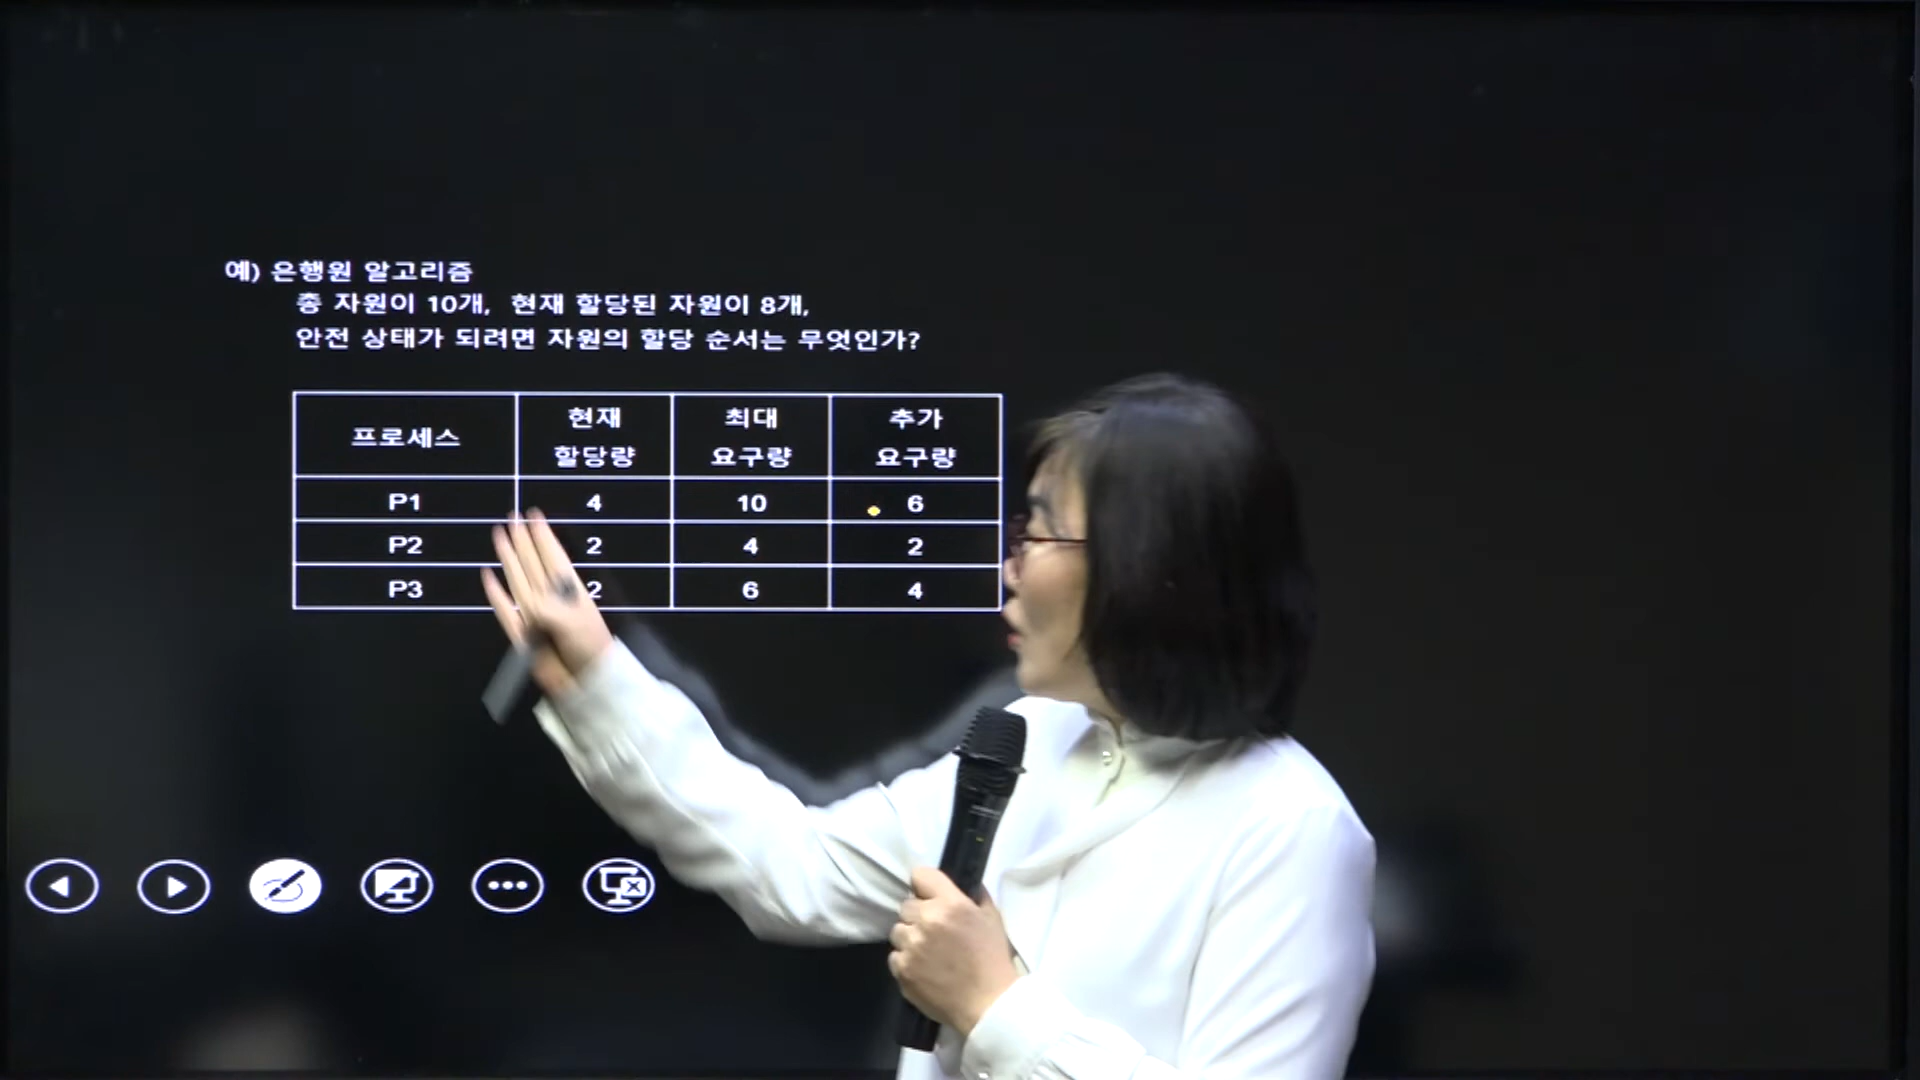 예) 은행원 알고리즘
총 자원이 10개, 현재 할당된 자원이 8개,
안전 상태가 되려면 자원의 할당 순서는 무엇인가?
프로세스 현재 할당량 최대 요구량 추가 요구량
P1 4 10 6
P2 2 4 2
P3 2 6 4